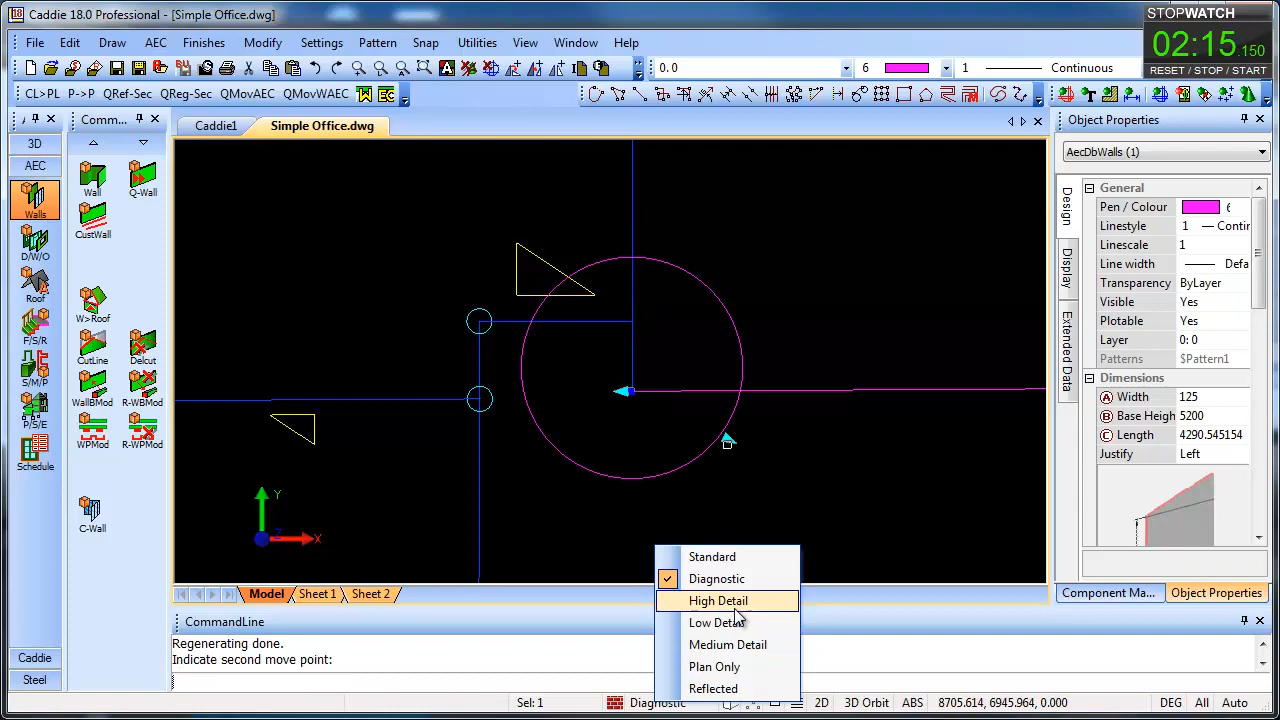 18 Caddie 18.0 Professional - [Simple Office.dwg]
STOPWATCH
02:15.150
RESET / STOP / START
File Edit Draw AEC Finishes Modify Settings Pattern Snap Utilities View Window Help
0. 0 6 1 Continuous
CL>PL P->P QRef-Sec QReg-Sec QMovAEC QMovWAEC
Comm...
Caddie1 Simple Office.dwg
Object Properties
3D
AEC
Walls
D/W/O
Roof
F/S/R
S/M/P
P/S/E
Schedule
Caddie
Steel
Wall Q-Wall
CustWall
W>Roof
CutLine Delcut
WallBMod R-WBMod
WPMod R-WPMod
C-Wall
Y
Z
X
AecDbWalls (1)
Design
Display
Extended Data
General
Pen / Colour
Linestyle 1
Linescale 1
Line width
Transparency ByLayer
Visible Yes
Plotable Yes
Layer 0: 0
Patterns $Pattern1
Dimensions
A Width 125
B Base Heigh 5200
C Length 4290.545154
Justify Left
Standard
Diagnostic
High Detail
Low Detail
Medium Detail
Plan Only
Reflected
Model Sheet 1 Sheet 2
Component Ma... Object Properties
CommandLine
Regenerating done.
Indicate second move point:
Sel: 1 Diagnostic 2D 3D Orbit ABS 8705.614, 6945.964, 0.000 DEG All Auto